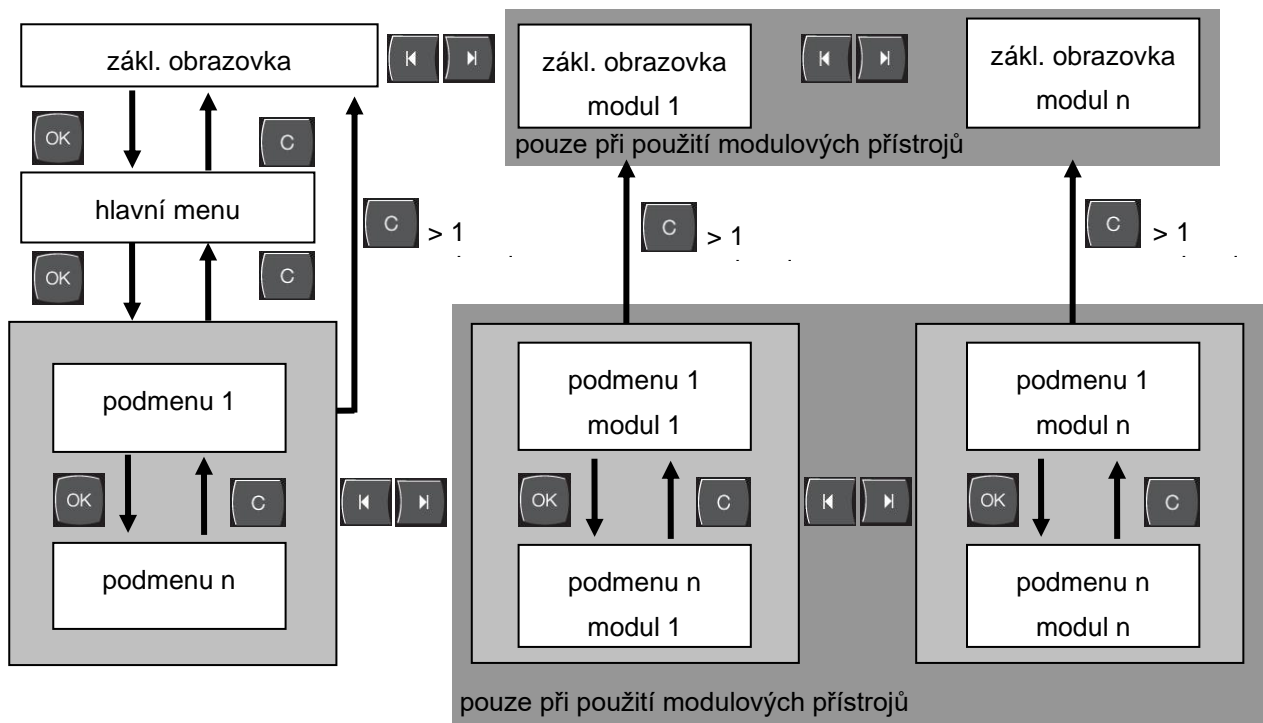 zákl. obrazovka
zákl. obrazovka
modul 1
zákl. obrazovka
modul n
pouze při použití modulových přístrojů
OK
C
hlavní menu
C
> 1
C
> 1
C
> 1
OK
C
podmenu 1
podmenu 1
modul 1
podmenu 1
modul n
OK
C
OK
C
OK
C
podmenu n
podmenu n
modul 1
podmenu n
modul n
pouze při použití modulových přístrojů